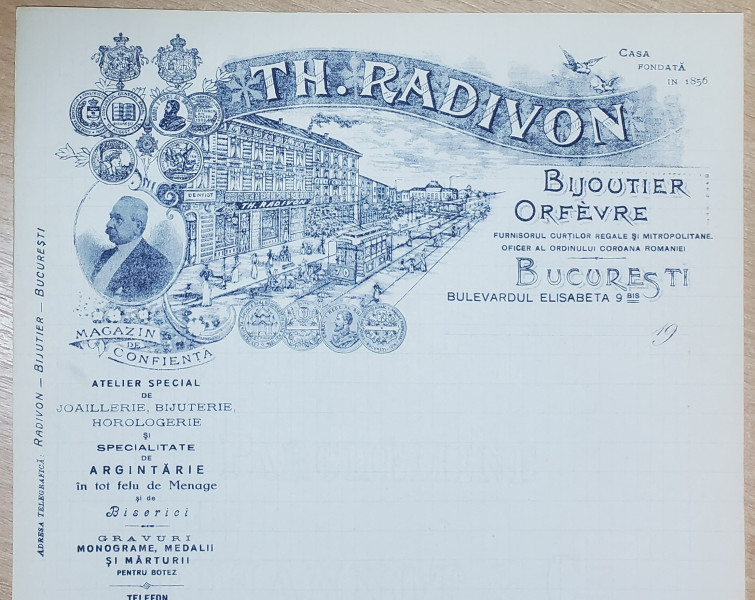 TH. RADIVON
CASA
FONDATĂ
IN 1856
BIJOUTIER
ORFÈVRE
FURNISORUL CURȚILOR REGALE ȘI MITROPOLITANE.
OFICER AL ORDINULUI COROANA ROMANIEI
BUCUREȘTI
BULEVARDUL ELISABETA 9 BIS
19
TH. RADIVON
MAGAZIN
DE
CONFIENTA
ATELIER SPECIAL
DE
JOAILLERIE, BIJUTERIE,
HOROLOGERIE
ȘI
SPECIALITATE
DE
ARGINTĂRIE
în tot felu de Menage
și de
Biserici
GRAVURI
MONOGRAME, MEDALII
ȘI MĂRTURII
PENTRU BOTEZ
TELEFON
ADRESA TELEGRAFICĂ: RADIVON — BIJUTIER — BUCUREȘTI